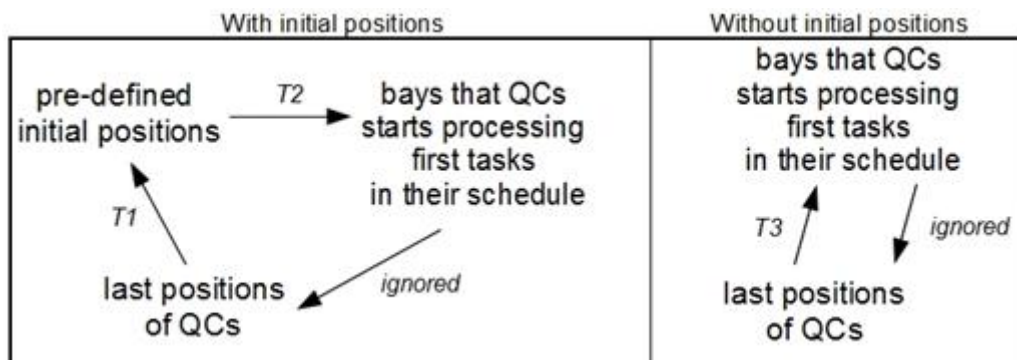 With initial positions
pre-defined
initial positions
T2
bays that QCs
starts processing
first tasks
in their schedule
T1
last positions
of QCs
ignored
Without initial positions
bays that QCs
starts processing
first tasks
in their schedule
T3
ignored
last positions
of QCs